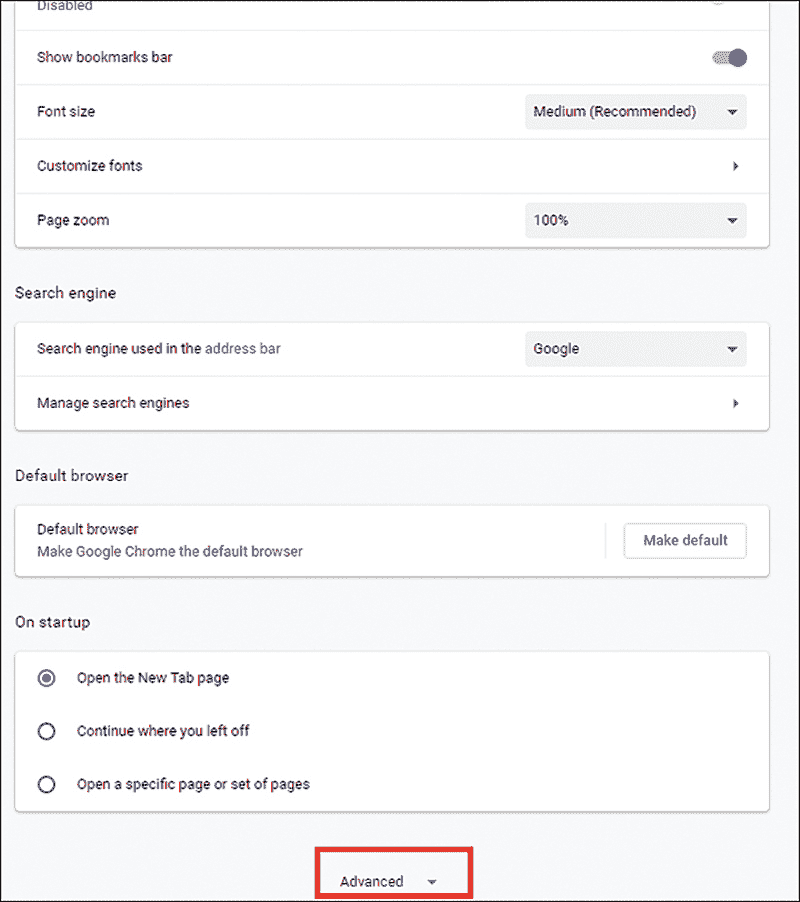 Disabled
Show bookmarks bar
Font size
Medium (Recommended)
Customize fonts
Page zoom
100%
Search engine
Search engine used in the address bar
Google
Manage search engines
Default browser
Default browser
Make Google Chrome the default browser
Make default
On startup
Open the New Tab page
Continue where you left off
Open a specific page or set of pages
Advanced